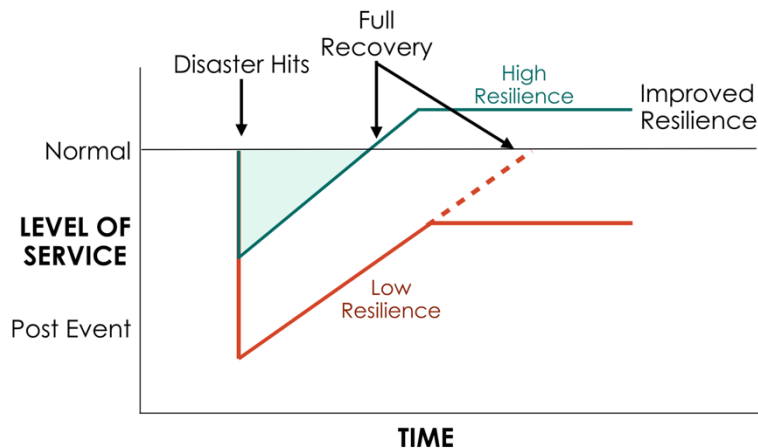 Full
Recovery
Disaster Hits
High
Resilience
Improved
Resilience
Normal
LEVEL OF
SERVICE
Low
Resilience
Post Event
TIME